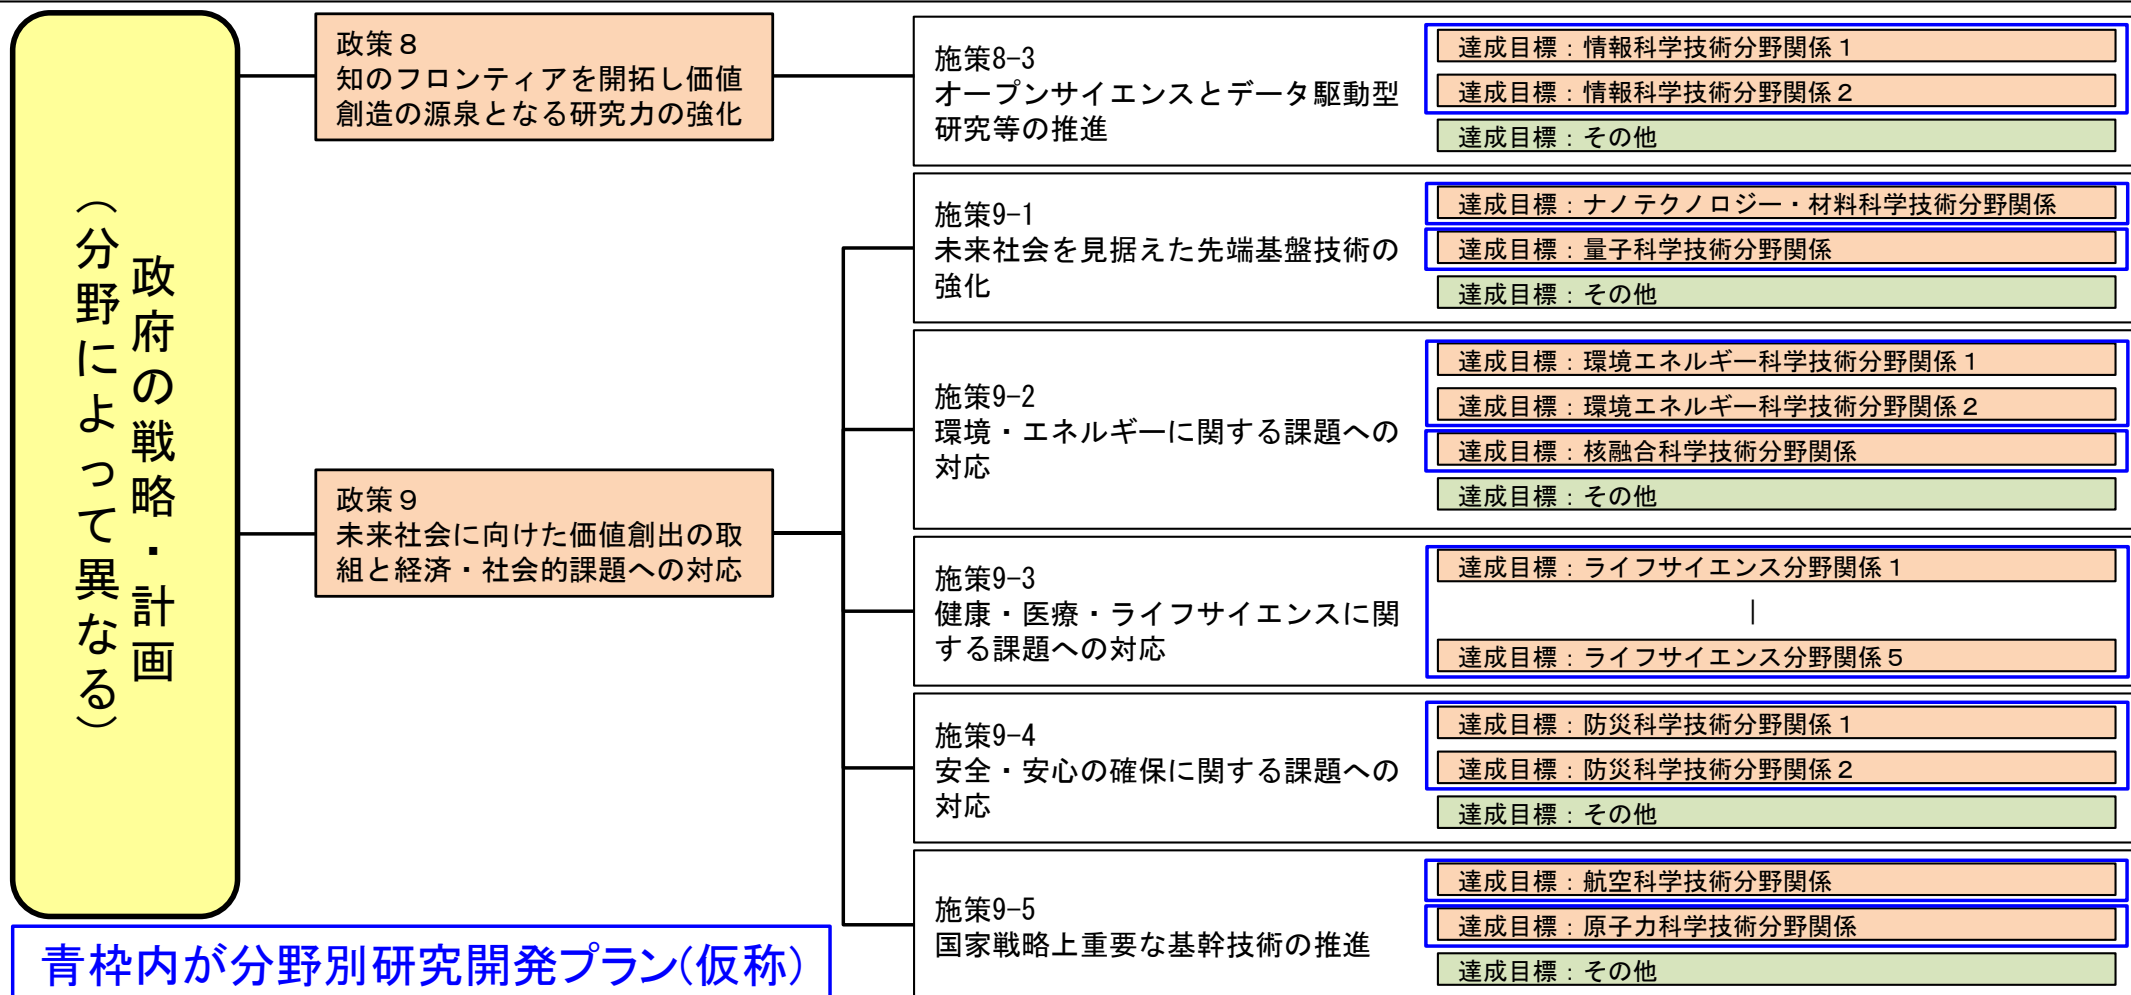 政府の戦略・計画
（分野によって異なる）
政策８
知のフロンティアを開拓し価値
創造の源泉となる研究力の強化
施策8-3
オープンサイエンスとデータ駆動型
研究等の推進
達成目標：情報科学技術分野関係１
達成目標：情報科学技術分野関係２
達成目標：その他
政策９
未来社会に向けた価値創出の取
組と経済・社会的課題への対応
施策9-1
未来社会を見据えた先端基盤技術の
強化
達成目標：ナノテクノロジー・材料科学技術分野関係
達成目標：量子科学技術分野関係
達成目標：その他
施策9-2
環境・エネルギーに関する課題への
対応
達成目標：環境エネルギー科学技術分野関係１
達成目標：環境エネルギー科学技術分野関係２
達成目標：核融合科学技術分野関係
達成目標：その他
施策9-3
健康・医療・ライフサイエンスに関
する課題への対応
達成目標：ライフサイエンス分野関係１
｜
達成目標：ライフサイエンス分野関係５
施策9-4
安全・安心の確保に関する課題への
対応
達成目標：防災科学技術分野関係１
達成目標：防災科学技術分野関係２
達成目標：その他
施策9-5
国家戦略上重要な基幹技術の推進
達成目標：航空科学技術分野関係
達成目標：原子力科学技術分野関係
達成目標：その他
青枠内が分野別研究開発プラン(仮称)